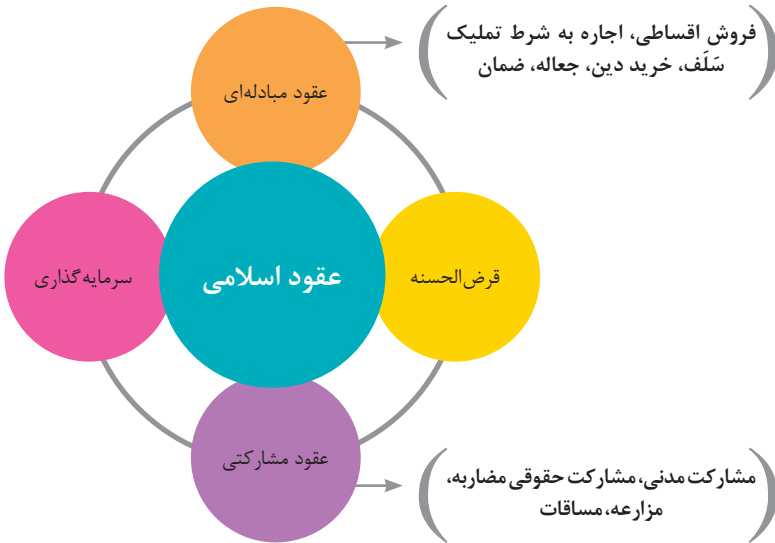 فروش اقساطی، اجاره به شرط تملیک
سَلَف، خرید دین، جعاله، ضمان
عقود مبادله‌ای
قرض‌الحسنه
عقود اسلامی
سرمایه‌گذاری
عقود مشارکتی
مشارکت مدنی، مشارکت حقوقی مضاربه،
مزارعه، مساقات